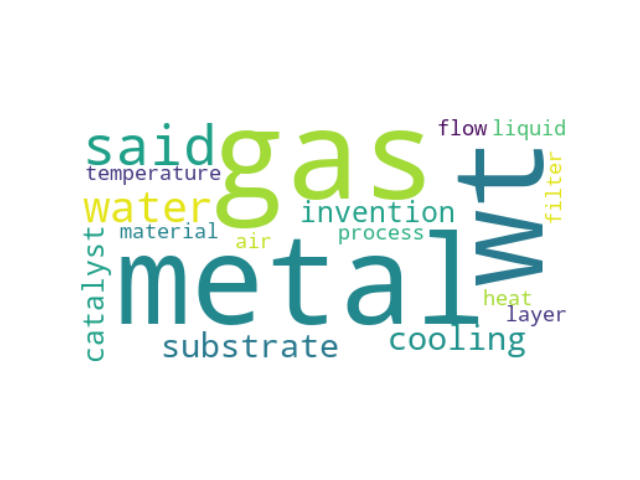 flow
liquid
said
gas
wt
temperature
filter
water
invention
material
air
process
catalyst
metal
heat
layer
substrate
cooling